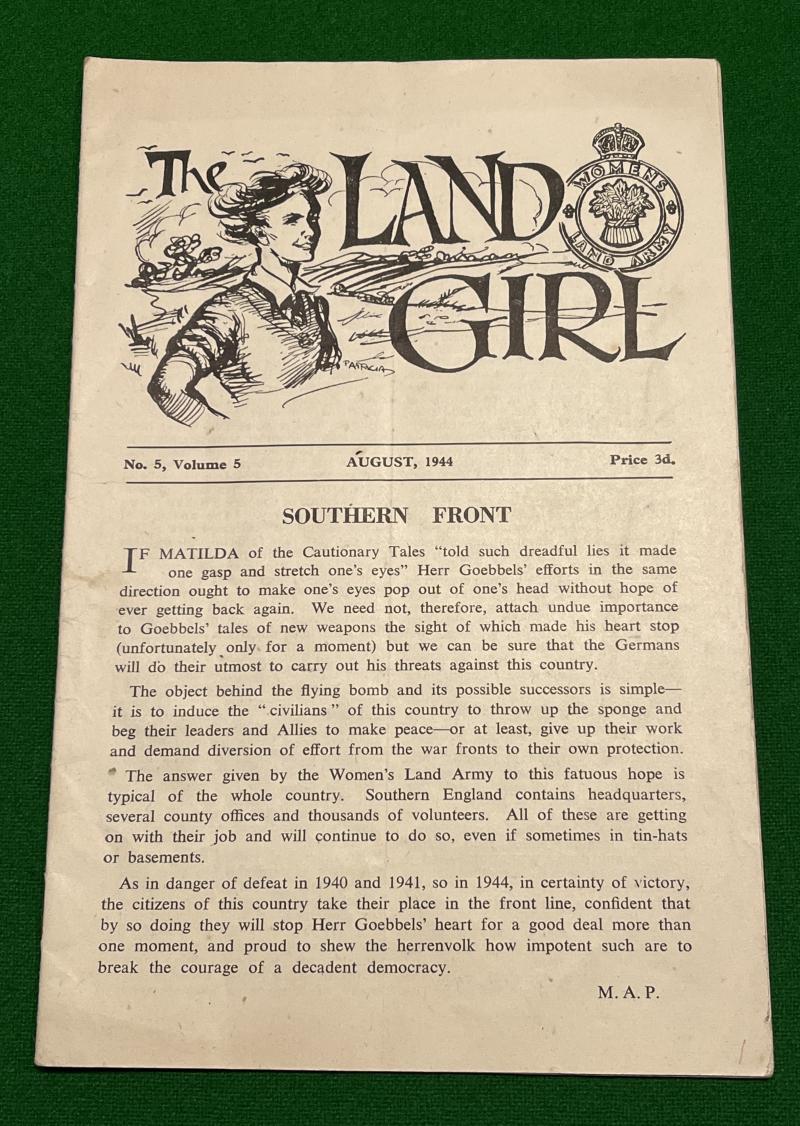 The LAND
WOMENS
LAND ARMY
GIRL
PATRICIA
No. 5, Volume 5 AUGUST, 1944 Price 3d.
SOUTHERN FRONT
IF MATILDA of the Cautionary Tales "told such dreadful lies it made
one gasp and stretch one's eyes" Herr Goebbels' efforts in the same
direction ought to make one's eyes pop out of one's head without hope of
ever getting back again. We need not, therefore, attach undue importance
to Goebbels' tales of new weapons the sight of which made his heart stop
(unfortunately only for a moment) but we can be sure that the Germans
will do their utmost to carry out his threats against this country.
The object behind the flying bomb and its possible successors is simple—
it is to induce the "civilians" of this country to throw up the sponge and
beg their leaders and Allies to make peace—or at least, give up their work
and demand diversion of effort from the war fronts to their own protection.
The answer given by the Women's Land Army to this fatuous hope is
typical of the whole country. Southern England contains headquarters,
several county offices and thousands of volunteers. All of these are getting
on with their job and will continue to do so, even if sometimes in tin-hats
or basements.
As in danger of defeat in 1940 and 1941, so in 1944, in certainty of victory,
the citizens of this country take their place in the front line, confident that
by so doing they will stop Herr Goebbels' heart for a good deal more than
one moment, and proud to shew the herrenvolk how impotent such are to
break the courage of a decadent democracy.
M. A. P.